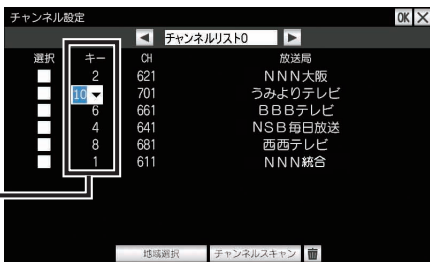 チャンネル設定 OK
チャンネルリスト0
選択 キー CH 放送局
2 621 NNN大阪
10 701 うみよりテレビ
6 661 BBBテレビ
4 641 NSB毎日放送
8 681 西西テレビ
1 611 NNN統合
地域選択 チャンネルスキャン